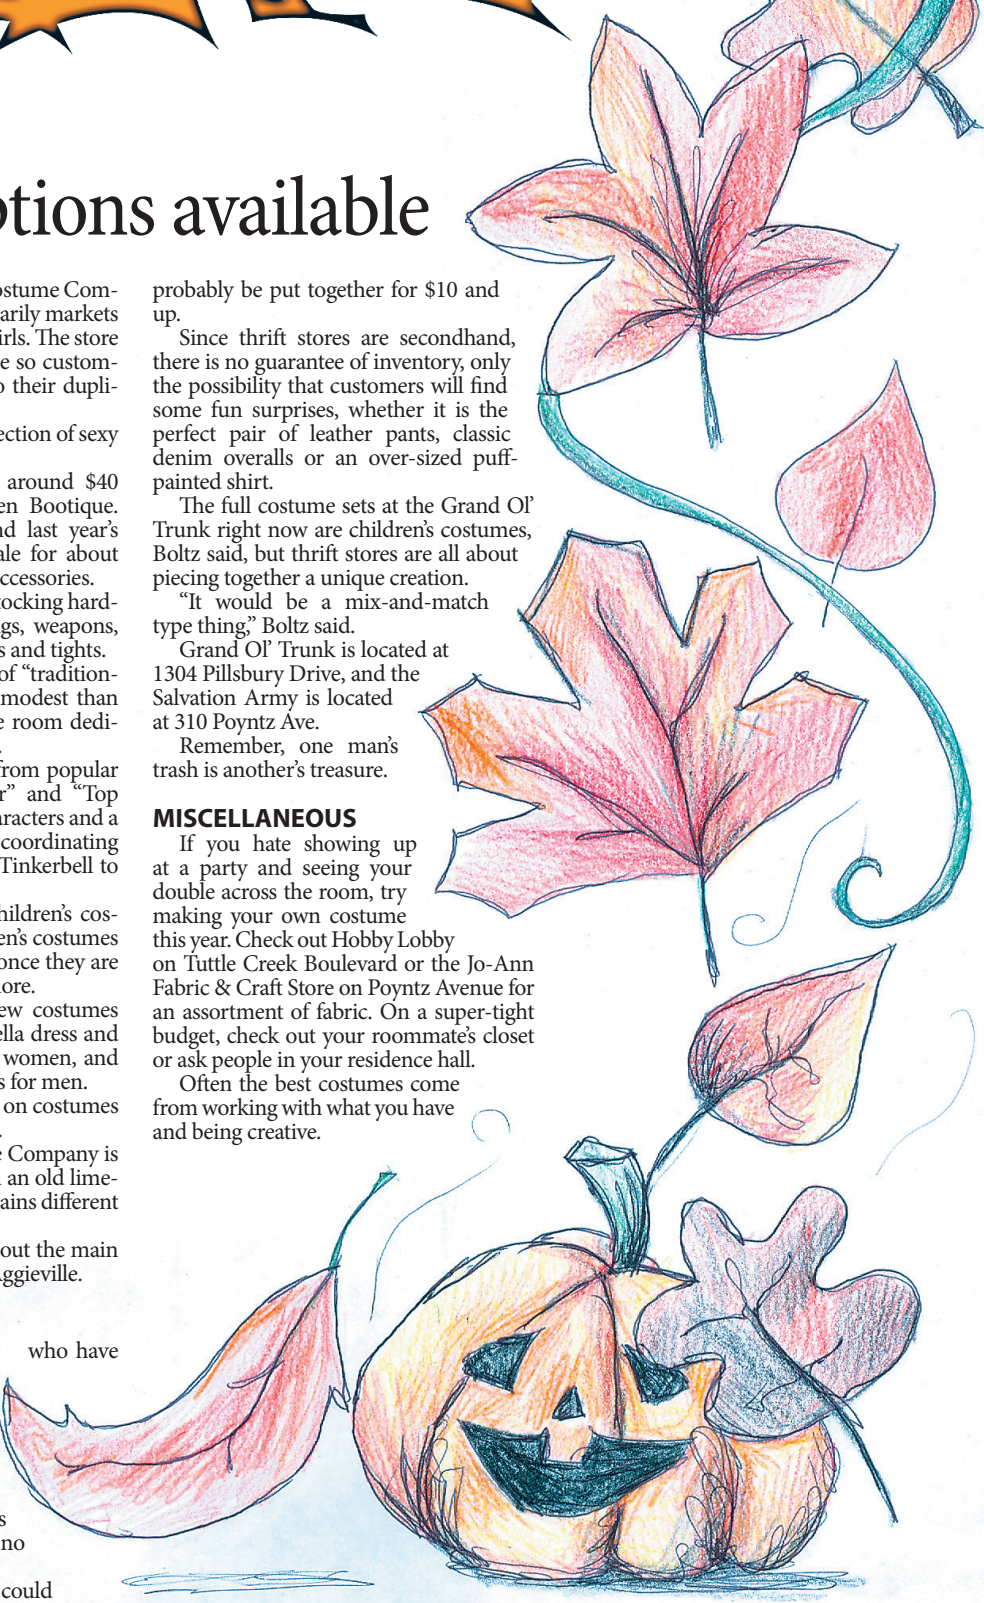 ptions available
ostume Com-
arily markets
irls. The store
e so custom-
o their dupli-
ection of sexy
around $40
en Bootique.
nd last year's
ale for about
ccessories.
tocking hard-
gs, weapons,
s and tights.
of “tradition-
modest than
e room dedi-
.
from popular
r” and “Top
aracters and a
coordinating
Tinkerbell to
hildren's cos-
en's costumes
once they are
ore.
ew costumes
ella dress and
women, and
s for men.
on costumes
.
e Company is
an old lime-
ains different
out the main
Aggieville.
who have
s
no
could
probably be put together for $10 and
up.
Since thrift stores are secondhand,
there is no guarantee of inventory, only
the possibility that customers will find
some fun surprises, whether it is the
perfect pair of leather pants, classic
denim overalls or an over-sized puff-
painted shirt.
The full costume sets at the Grand Ol’
Trunk right now are children’s costumes,
Boltz said, but thrift stores are all about
piecing together a unique creation.
“It would be a mix-and-match
type thing,” Boltz said.
Grand Ol’ Trunk is located at
1304 Pillsbury Drive, and the
Salvation Army is located
at 310 Poyntz Ave.
Remember, one man’s
trash is another’s treasure.
MISCELLANEOUS
If you hate showing up
at a party and seeing your
double across the room, try
making your own costume
this year. Check out Hobby Lobby
on Tuttle Creek Boulevard or the Jo-Ann
Fabric & Craft Store on Poyntz Avenue for
an assortment of fabric. On a super-tight
budget, check out your roommate’s closet
or ask people in your residence hall.
Often the best costumes come
from working with what you have
and being creative.